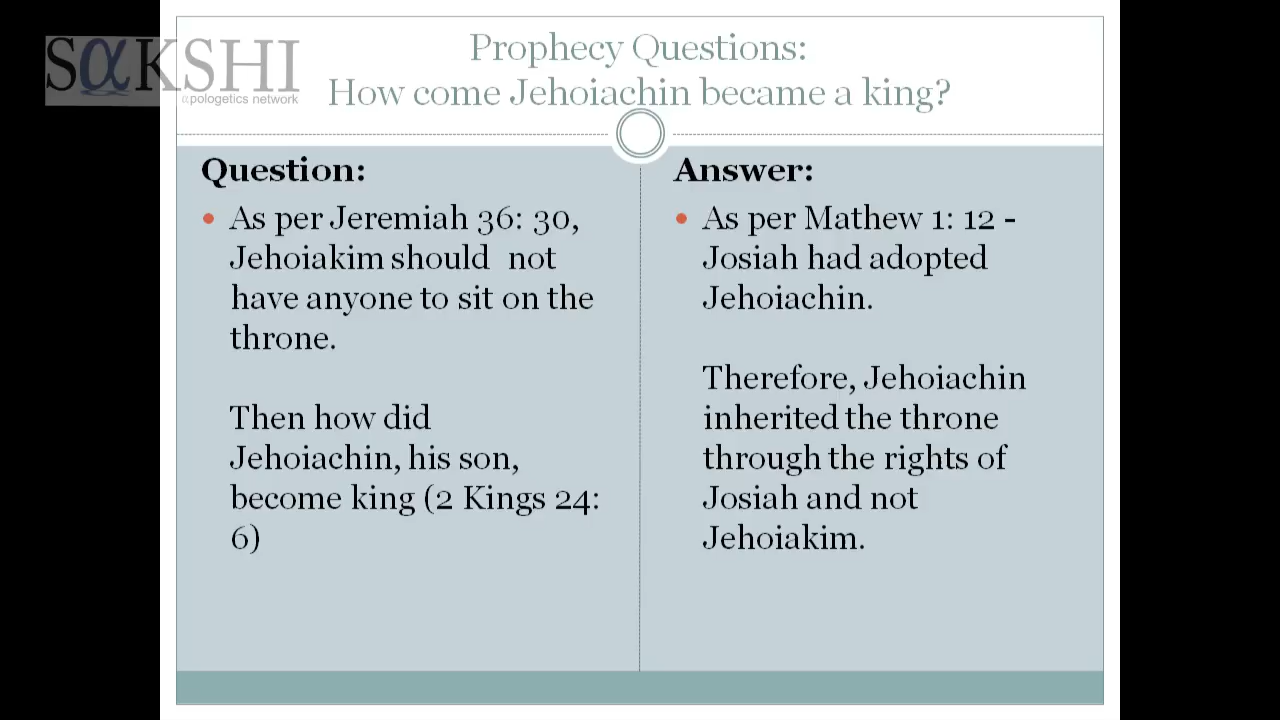 SαKSHI
αpologetics network
Prophecy Questions:
How come Jehoiachin became a king?
Question:
• As per Jeremiah 36: 30,
Jehoiakim should not
have anyone to sit on the
throne.
Then how did
Jehoiachin, his son,
become king (2 Kings 24:
6)
Answer:
• As per Mathew 1: 12 -
Josiah had adopted
Jehoiachin.
Therefore, Jehoiachin
inherited the throne
through the rights of
Josiah and not
Jehoiakim.